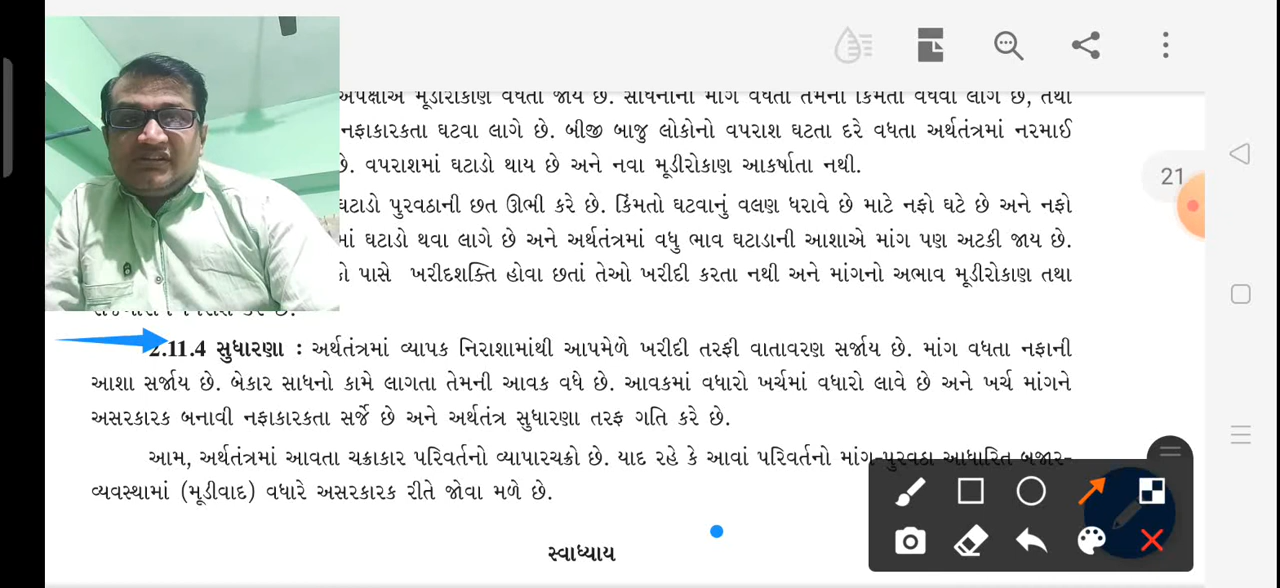 અપેક્ષાએ મૂડીરોકાણ વધતી જાય છે. સાધનોની માંગ વધતા તેમની કિંમતો વધવા લાગે છે, તથા
નફાકારકતા ઘટવા લાગે છે. બીજી બાજુ લોકોનો વપરાશ ઘટતા દરે વધતા અર્થતંત્રમાં નરમાઈ
છે. વપરાશમાં ઘટાડો થાય છે અને નવા મૂડીરોકાણ આકર્ષાતા નથી.
21
ઘટાડો પુરવઠાની છત ઊભી કરે છે. કિંમતો ઘટવાનું વલણ ધરાવે છે માટે નફો ઘટે છે અને નફો
માં ઘટાડો થવા લાગે છે અને અર્થતંત્રમાં વધુ ભાવ ઘટાડાની આશાએ માંગ પણ અટકી જાય છે.
પાસે ખરીદશક્તિ હોવા છતાં તેઓ ખરીદી કરતા નથી અને માંગનો અભાવ મૂડીરોકાણ તથા
2.11.4 સુધારણા : અર્થતંત્રમાં વ્યાપક નિરાશામાંથી આપમેળે ખરીદી તરફી વાતાવરણ સર્જાય છે. માંગ વધતા નફાની
આશા સર્જાય છે. બેકાર સાધનો કામે લાગતા તેમની આવક વધે છે. આવકમાં વધારો ખર્ચમાં વધારો લાવે છે અને ખર્ચ માંગને
અસરકારક બનાવી નફાકારકતા સર્જે છે અને અર્થતંત્ર સુધારણા તરફ ગતિ કરે છે.
આમ, અર્થતંત્રમાં આવતા ચક્રાકાર પરિવર્તનો વ્યાપારચક્રો છે. યાદ રહે કે આવાં પરિવર્તનો માંગ-પુરવઠા આધારિત બજાર-
વ્યવસ્થામાં (મૂડીવાદ) વધારે અસરકારક રીતે જોવા મળે છે.
સ્વાધ્યાય